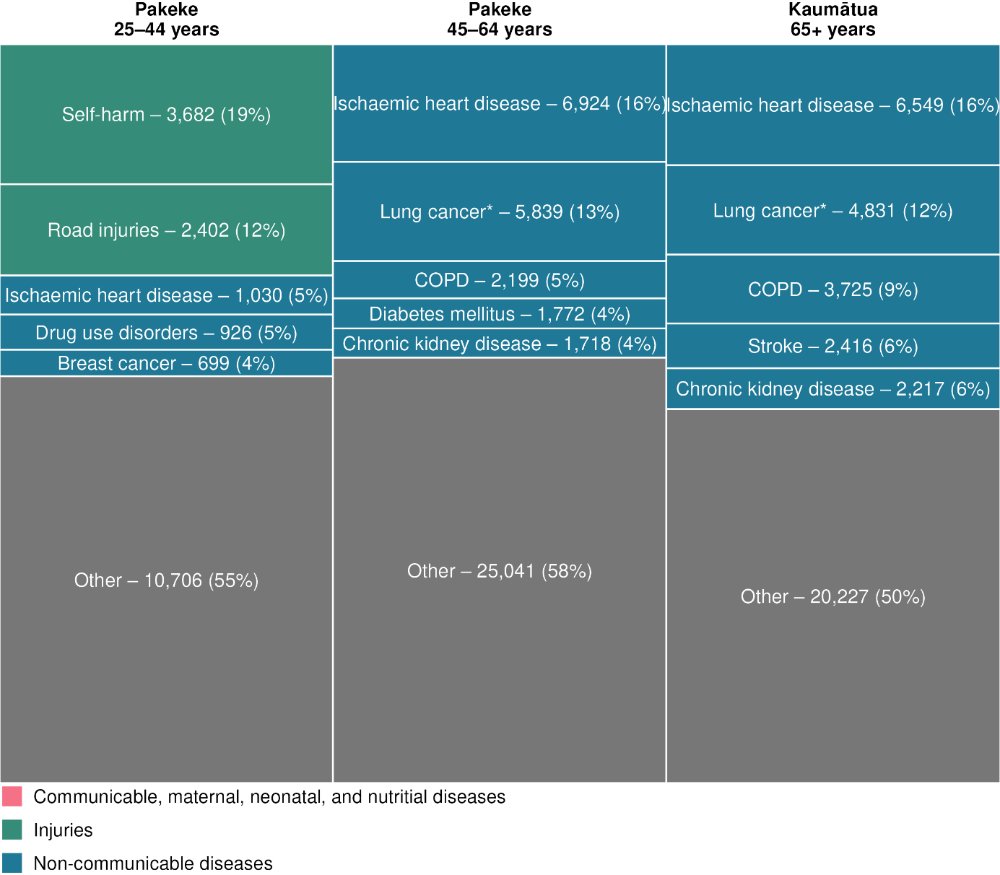 Pakeke
25–44 years
Pakeke
45–64 years
Kaumātua
65+ years
Self-harm – 3,682 (19%)
Road injuries – 2,402 (12%)
Ischaemic heart disease – 1,030 (5%)
Drug use disorders – 926 (5%)
Breast cancer – 699 (4%)
Other – 10,706 (55%)
Ischaemic heart disease – 6,924 (16%)
Lung cancer* – 5,839 (13%)
COPD – 2,199 (5%)
Diabetes mellitus – 1,772 (4%)
Chronic kidney disease – 1,718 (4%)
Other – 25,041 (58%)
Ischaemic heart disease – 6,549 (16%)
Lung cancer* – 4,831 (12%)
COPD – 3,725 (9%)
Stroke – 2,416 (6%)
Chronic kidney disease – 2,217 (6%)
Other – 20,227 (50%)
Communicable, maternal, neonatal, and nutritial diseases
Injuries
Non-communicable diseases